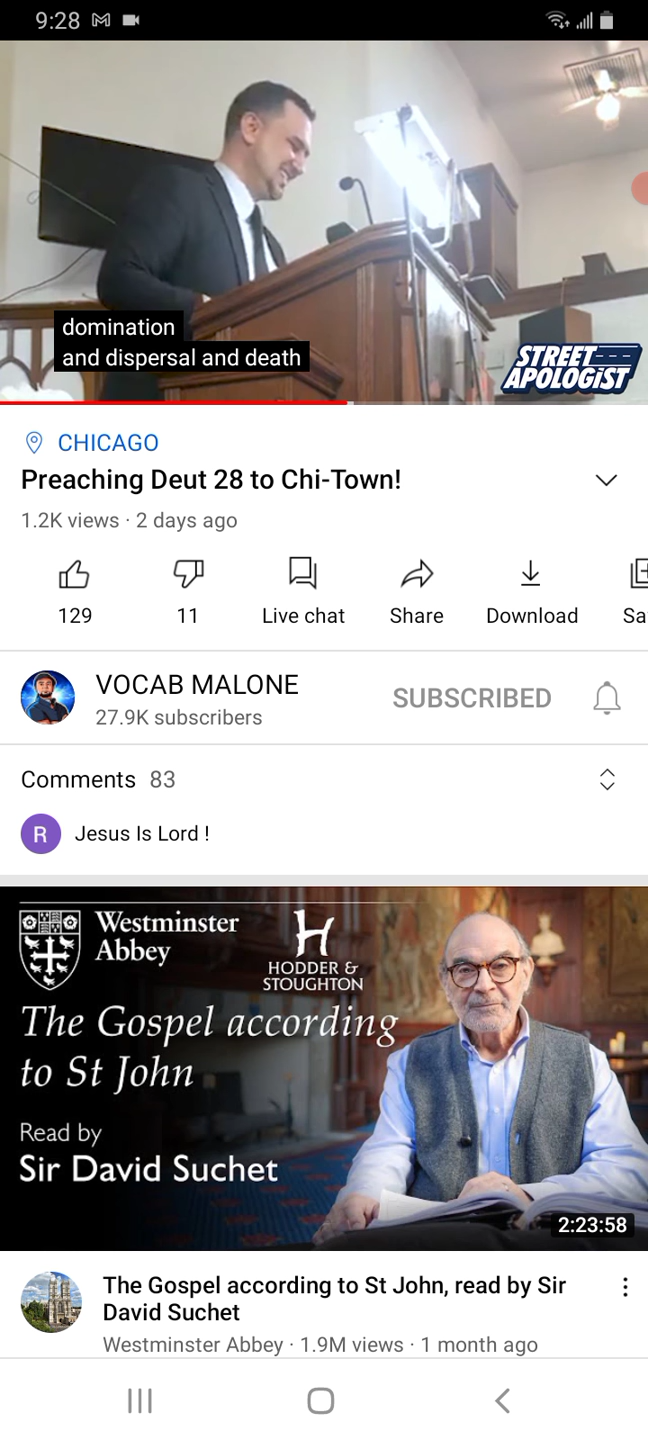 9:28
domination
and dispersal and death
STREET
APOLOGIST
CHICAGO
Preaching Deut 28 to Chi-Town!
1.2K views · 2 days ago
129
11
Live chat
Share
Download
Sa
VOCAB MALONE
27.9K subscribers
SUBSCRIBED
Comments 83
R
Jesus Is Lord !
Westminster
Abbey
HODDER &
STOUGHTON
The Gospel according
to St John
Read by
Sir David Suchet
2:23:58
The Gospel according to St John, read by Sir
David Suchet
Westminster Abbey · 1.9M views · 1 month ago